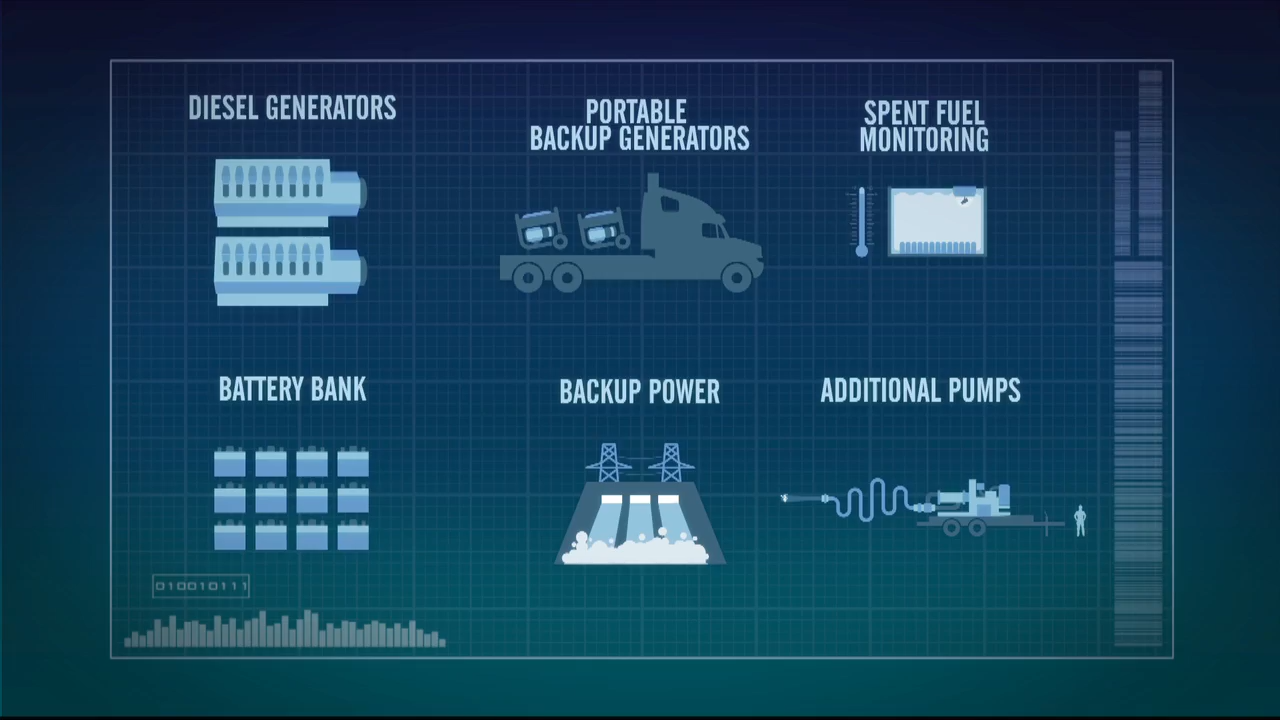 DIESEL GENERATORS
PORTABLE
BACKUP GENERATORS
SPENT FUEL
MONITORING
BATTERY BANK
BACKUP POWER
ADDITIONAL PUMPS
010010111